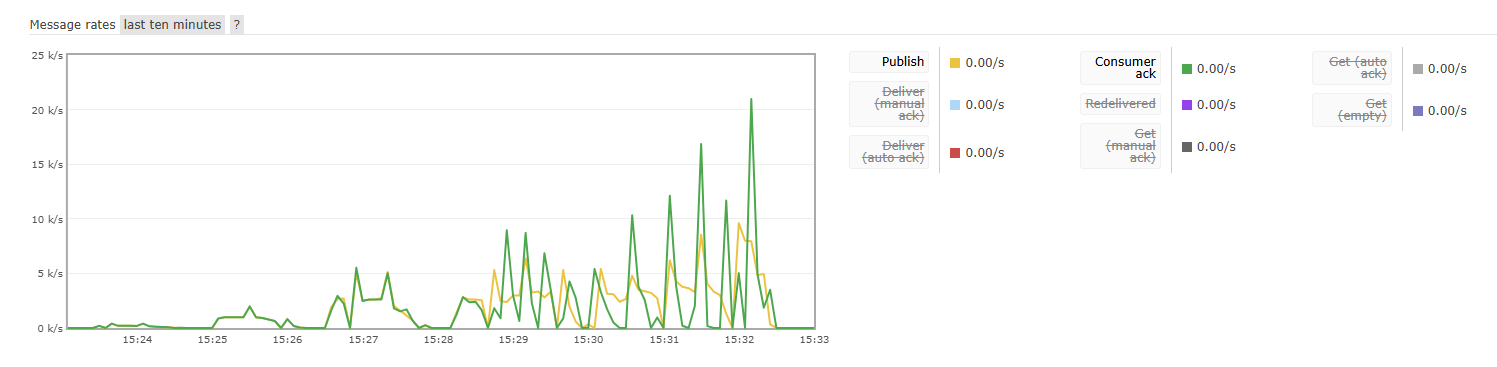 Message rates last ten minutes ?
25 k/s
20 k/s
15 k/s
10 k/s
5 k/s
0 k/s
15:24 15:25 15:26 15:27 15:28 15:29 15:30 15:31 15:32 15:33
Publish 0.00/s
Deliver
(manual
ack)
0.00/s
Deliver
(auto ack)
0.00/s
Consumer
ack
0.00/s
Redelivered 0.00/s
Get
(manual
ack)
0.00/s
Get (auto
ack)
0.00/s
Get
(empty)
0.00/s